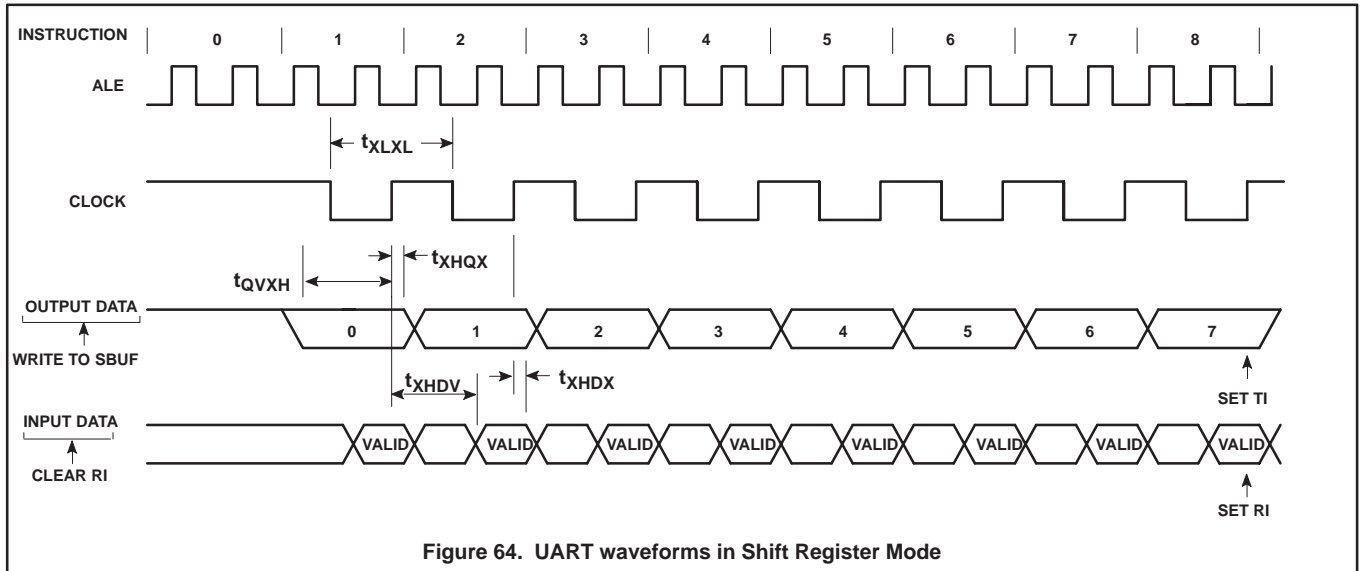 INSTRUCTION 0 1 2 3 4 5 6 7 8
ALE
tXLXL
CLOCK
tXHQX
tQVXH
OUTPUT DATA
0 1 2 3 4 5 6 7
WRITE TO SBUF
tXHDV
tXHDX
SET TI
INPUT DATA
VALID VALID VALID VALID VALID VALID VALID VALID
CLEAR RI
SET RI
Figure 64. UART waveforms in Shift Register Mode